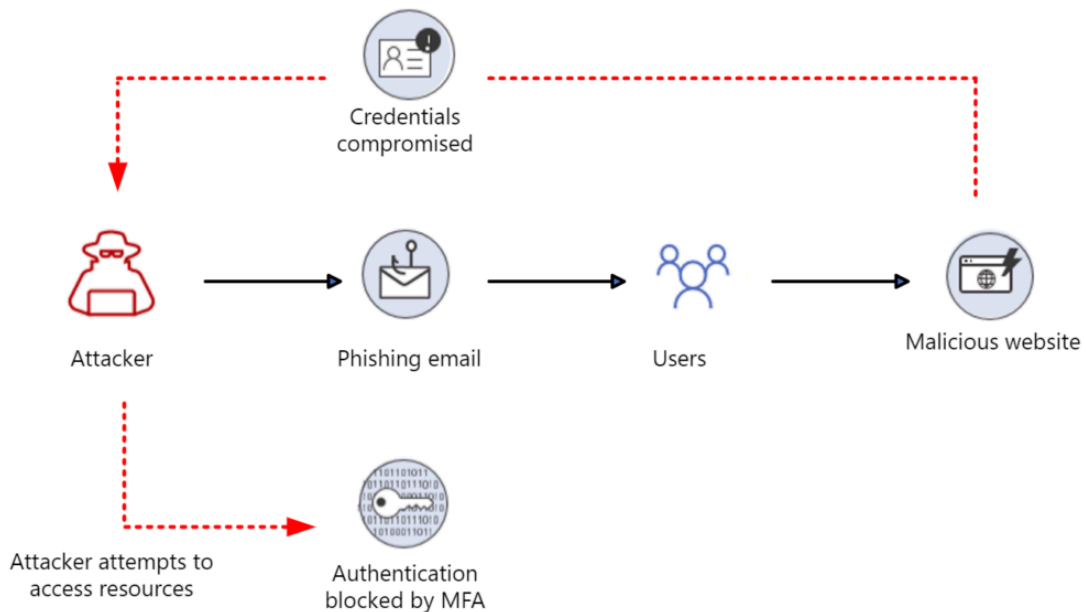 Credentials
compromised
Attacker
Phishing email
Users
Malicious website
Attacker attempts to
access resources
Authentication
blocked by MFA